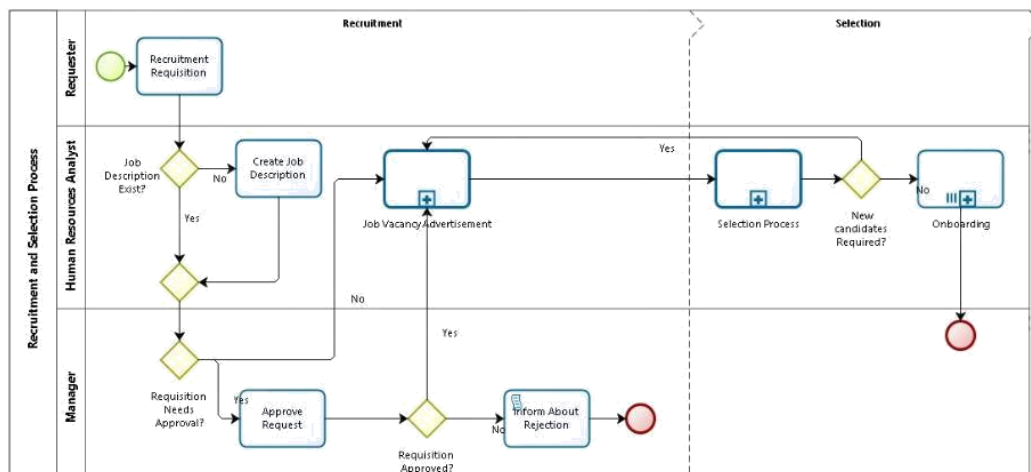 Recruitment
Selection
Recruitment and Selection Process
Requester
Recruitment
Requisition
Human Resources Analyst
Job
Description
Exist?
No
Create Job
Description
Yes
Job Vacancy Advertisement
Yes
Selection Process
New
candidates
Required?
No
Onboarding
No
Manager
Requisition
Needs
Approval?
Yes
Approve
Request
Yes
Requisition
Approved?
No
Inform About
Rejection